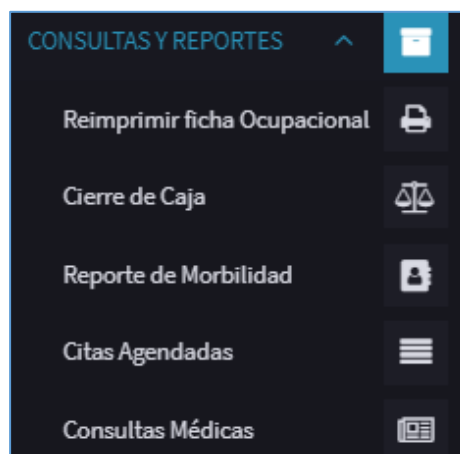 CONSULTAS Y REPORTES
Reimprimir ficha Ocupacional
Cierre de Caja
Reporte de Morbilidad
Citas Agendadas
Consultas Médicas